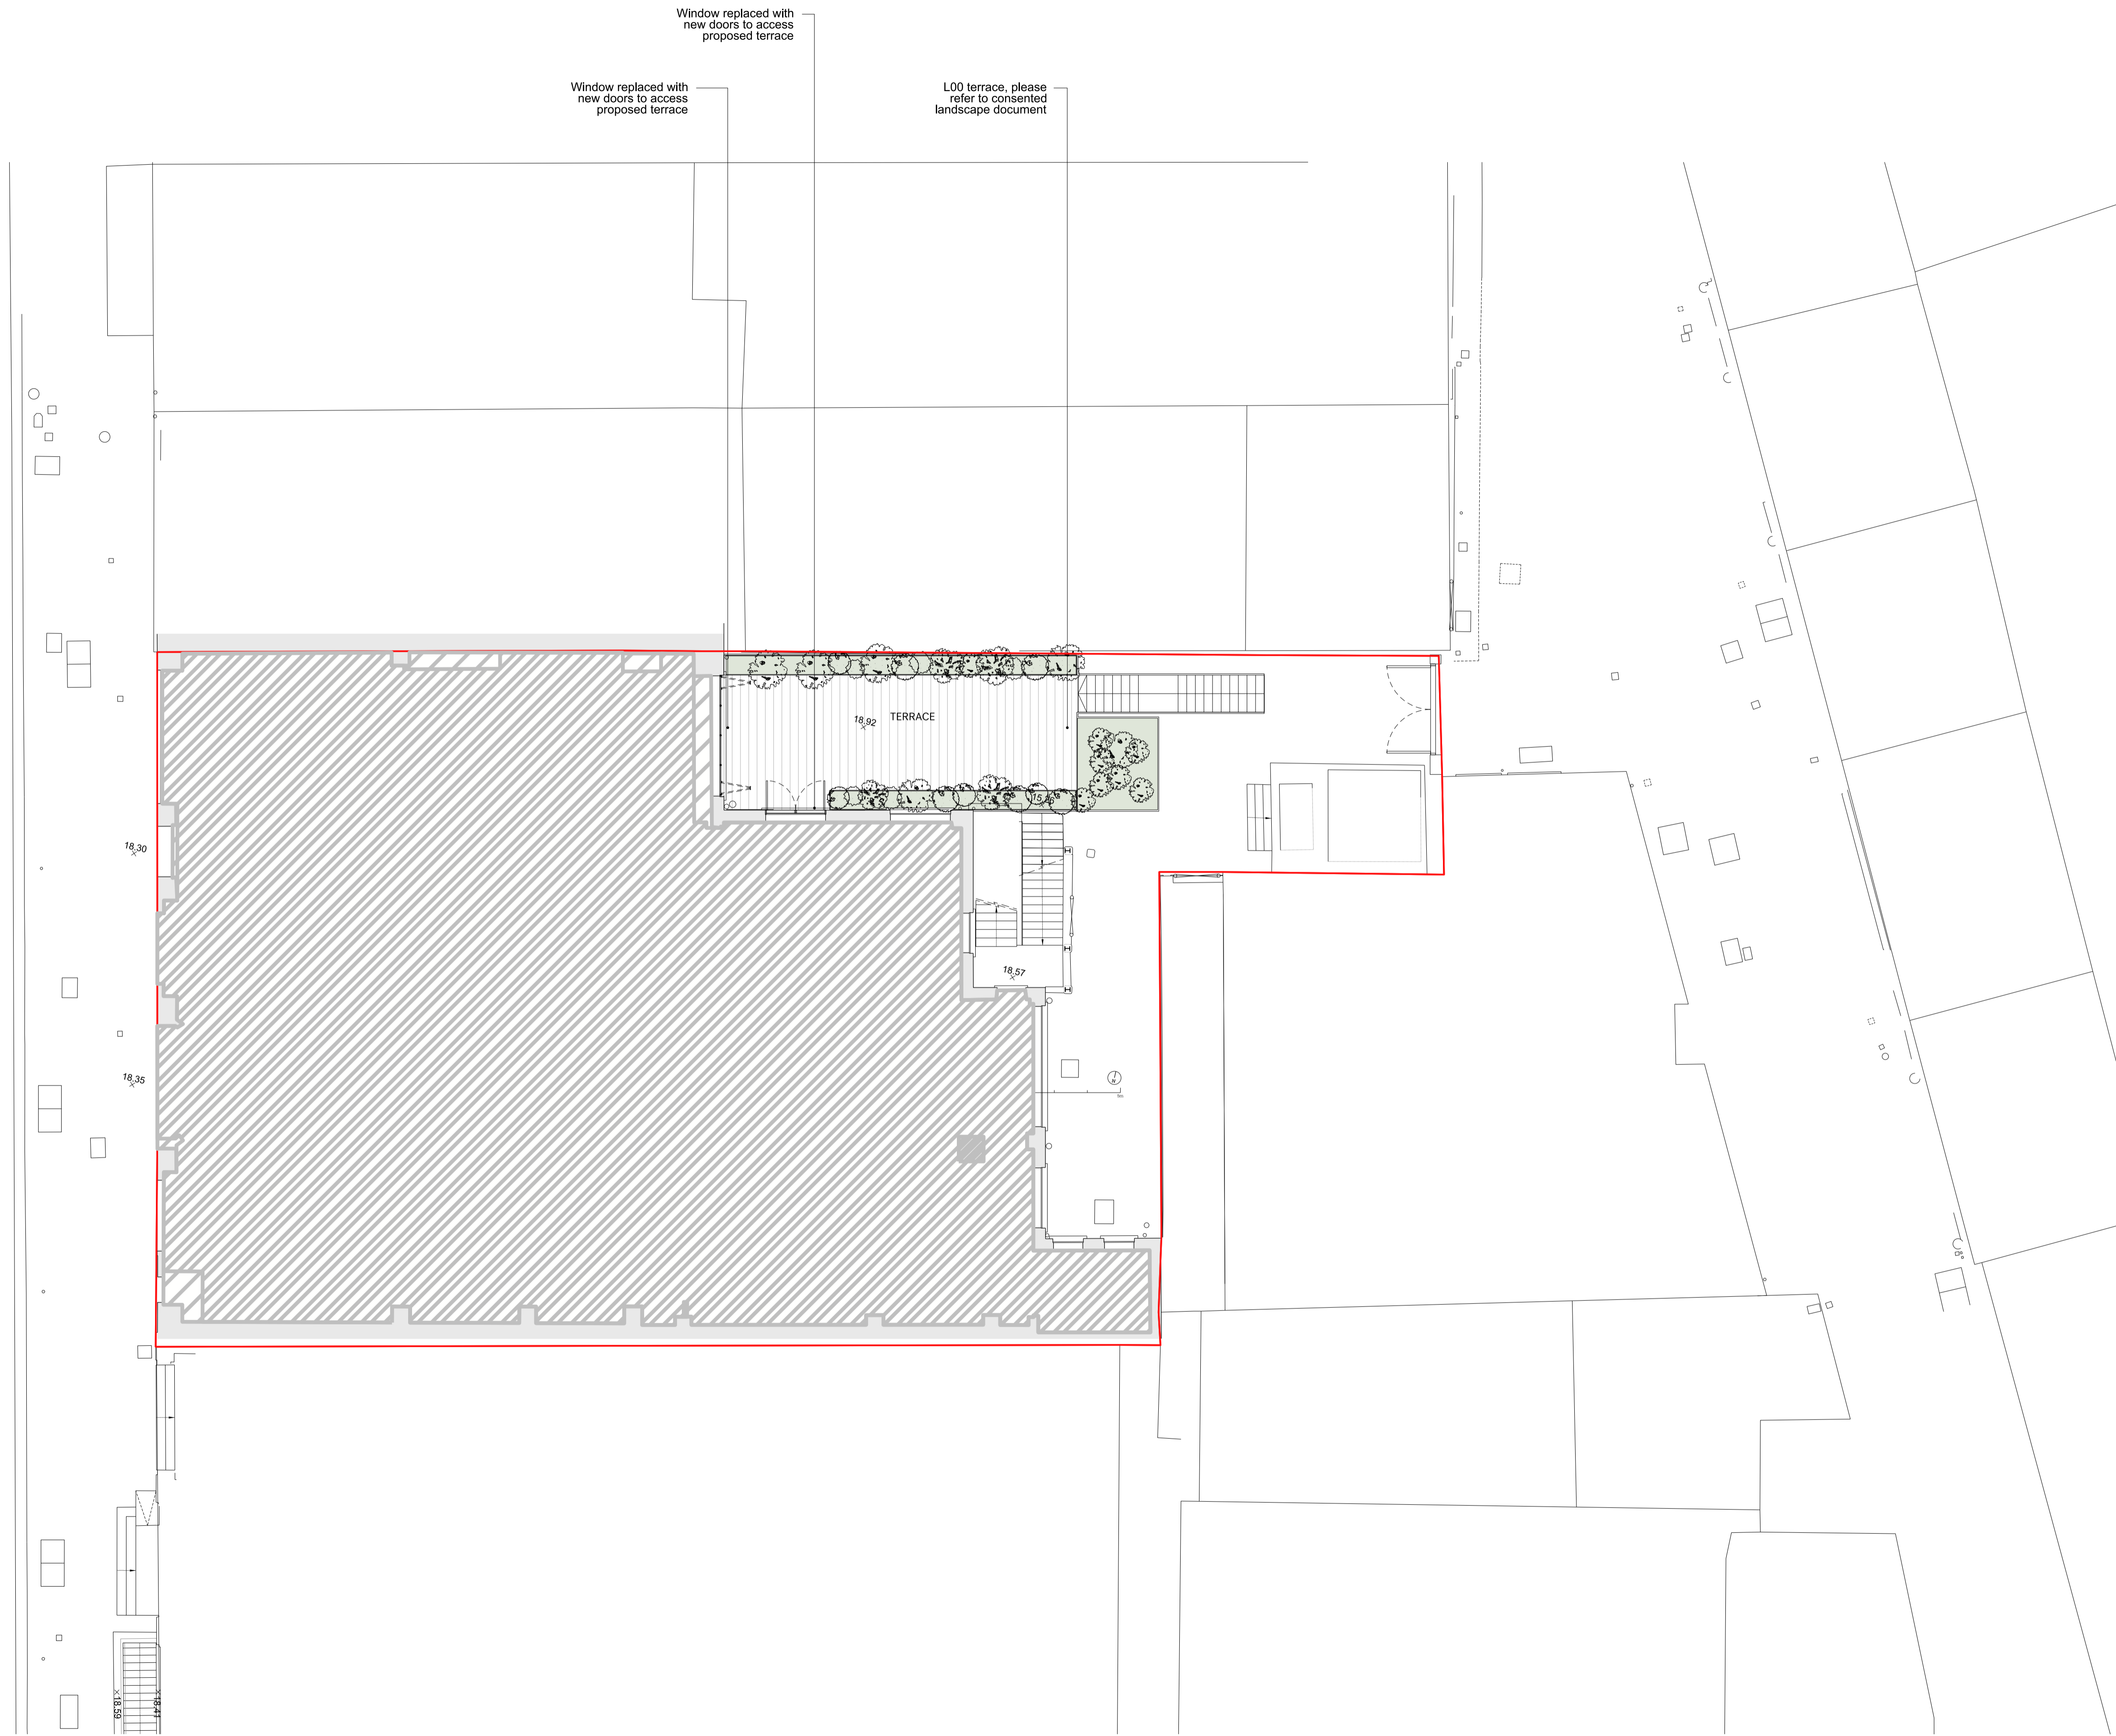 Window replaced with
new doors to access
proposed terrace
Window replaced with
new doors to access
proposed terrace
L00 terrace, please
refer to consented
landscape document
TERRACE
18.92
18.30
18.57
18.35
N
18.59
18.41